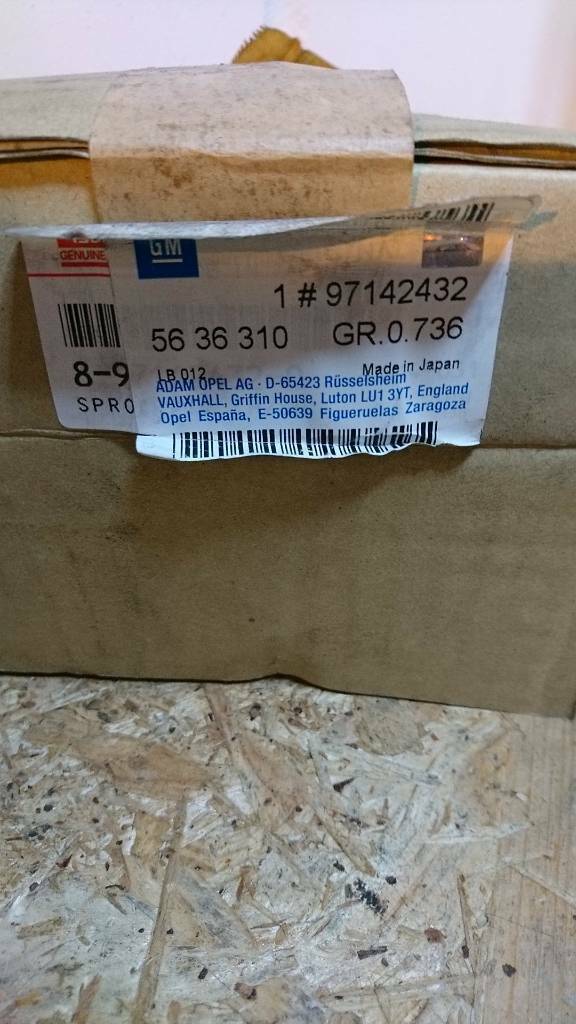 GENUINE
GM
1 # 97142432
56 36 310 GR.0.736
8-9
LB 012 Made in Japan
SPRO
ADAM OPEL AG · D-65423 Rüsselsheim
VAUXHALL, Griffin House, Luton LU1 3YT, England
Opel España, E-50639 Figueruelas Zaragoza